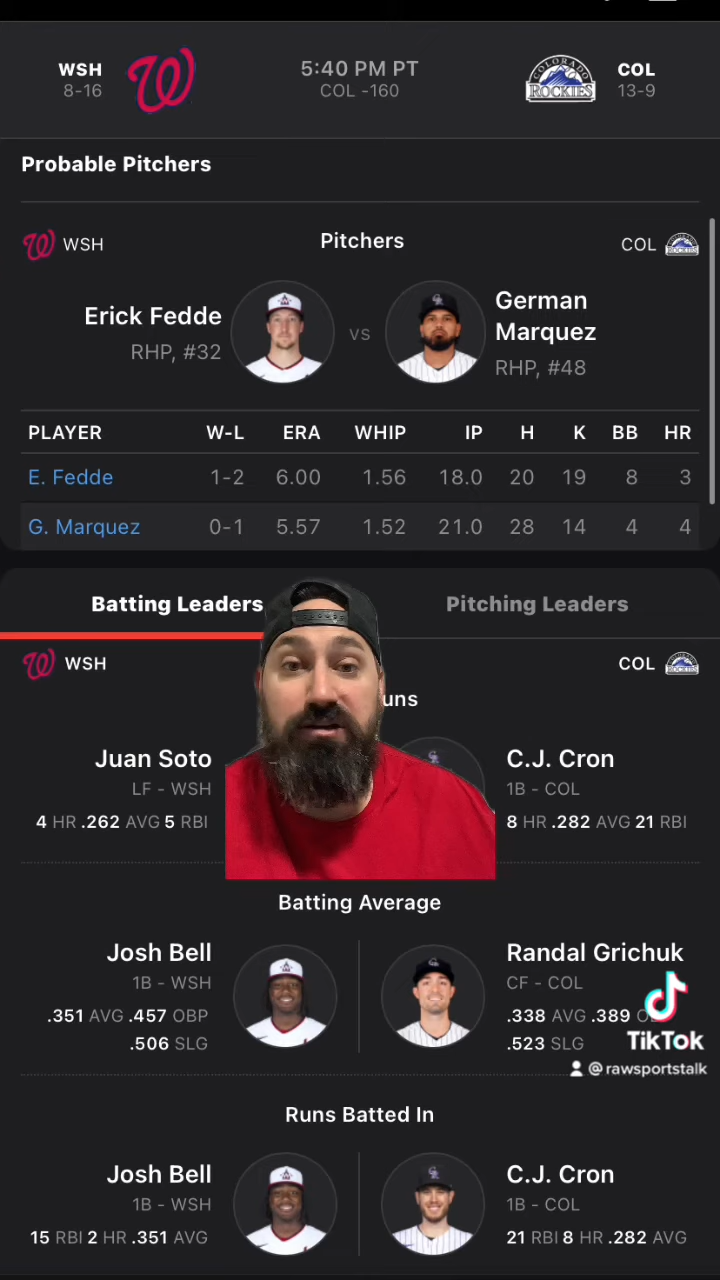 WSH
8-16
5:40 PM PT
COL -160
COLORADO
ROCKIES
COL
13-9
Probable Pitchers
WSH
Pitchers
COL
Erick Fedde
RHP, #32
VS
German
Marquez
RHP, #48
PLAYER W-L ERA WHIP IP H K BB HR
E. Fedde 1-2 6.00 1.56 18.0 20 19 8 3
G. Marquez 0-1 5.57 1.52 21.0 28 14 4 4
Batting Leaders
Pitching Leaders
WSH
COL
uns
Juan Soto
LF - WSH
4 HR .262 AVG 5 RBI
C.J. Cron
1B - COL
8 HR .282 AVG 21 RBI
Batting Average
Josh Bell
1B - WSH
.351 AVG .457 OBP
.506 SLG
Randal Grichuk
CF - COL
.338 AVG .389
.523 SLG
TikTok
@rawsportstalk
Runs Batted In
Josh Bell
1B - WSH
15 RBI 2 HR .351 AVG
C.J. Cron
1B - COL
21 RBI 8 HR .282 AVG